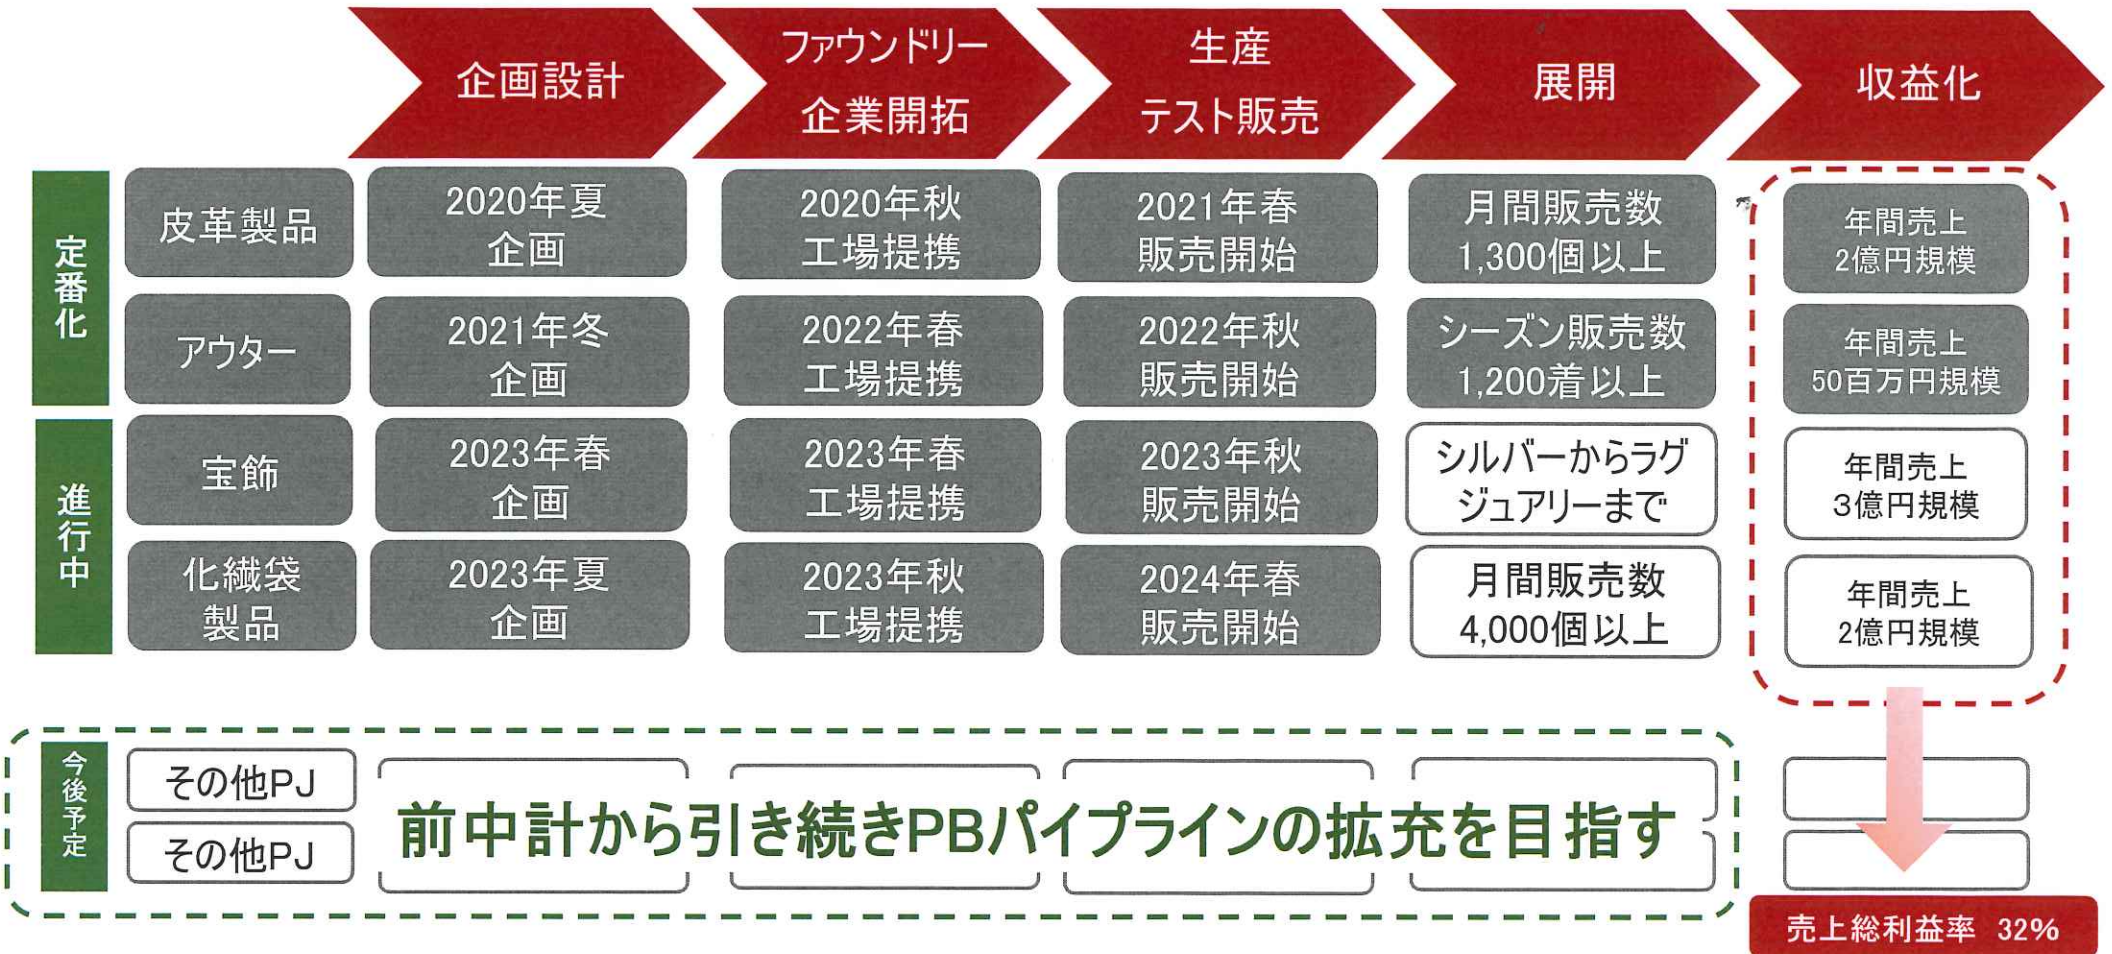 企画設計
ファウンドリー
企業開拓
生産
テスト販売
展開
収益化
定番化
皮革製品
2020年夏
企画
2020年秋
工場提携
2021年春
販売開始
月間販売数
1,300個以上
年間売上
2億円規模
アウター
2021年冬
企画
2022年春
工場提携
2022年秋
販売開始
シーズン販売数
1,200着以上
年間売上
50百万円規模
進行中
宝飾
2023年春
企画
2023年春
工場提携
2023年秋
販売開始
シルバーからラグ
ジュアリーまで
年間売上
3億円規模
化繊袋
製品
2023年夏
企画
2023年秋
工場提携
2024年春
販売開始
月間販売数
4,000個以上
年間売上
2億円規模
今後予定
その他PJ
その他PJ
前中計から引き続きPBパイプラインの拡充を目指す
売上総利益率 32%